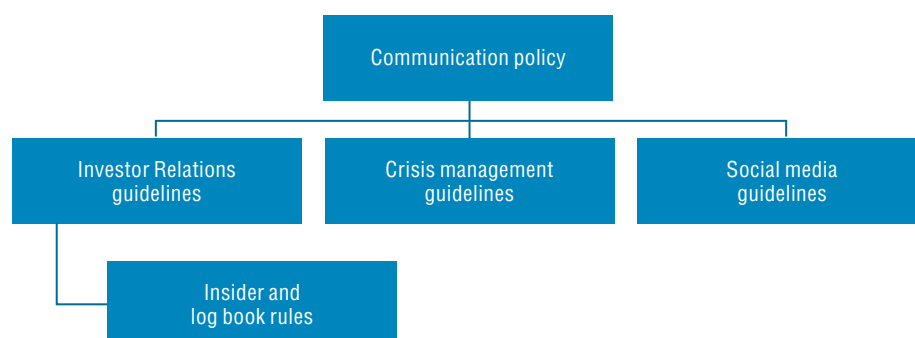 Communication policy
Investor Relations
guidelines
Crisis management
guidelines
Social media
guidelines
Insider and
log book rules